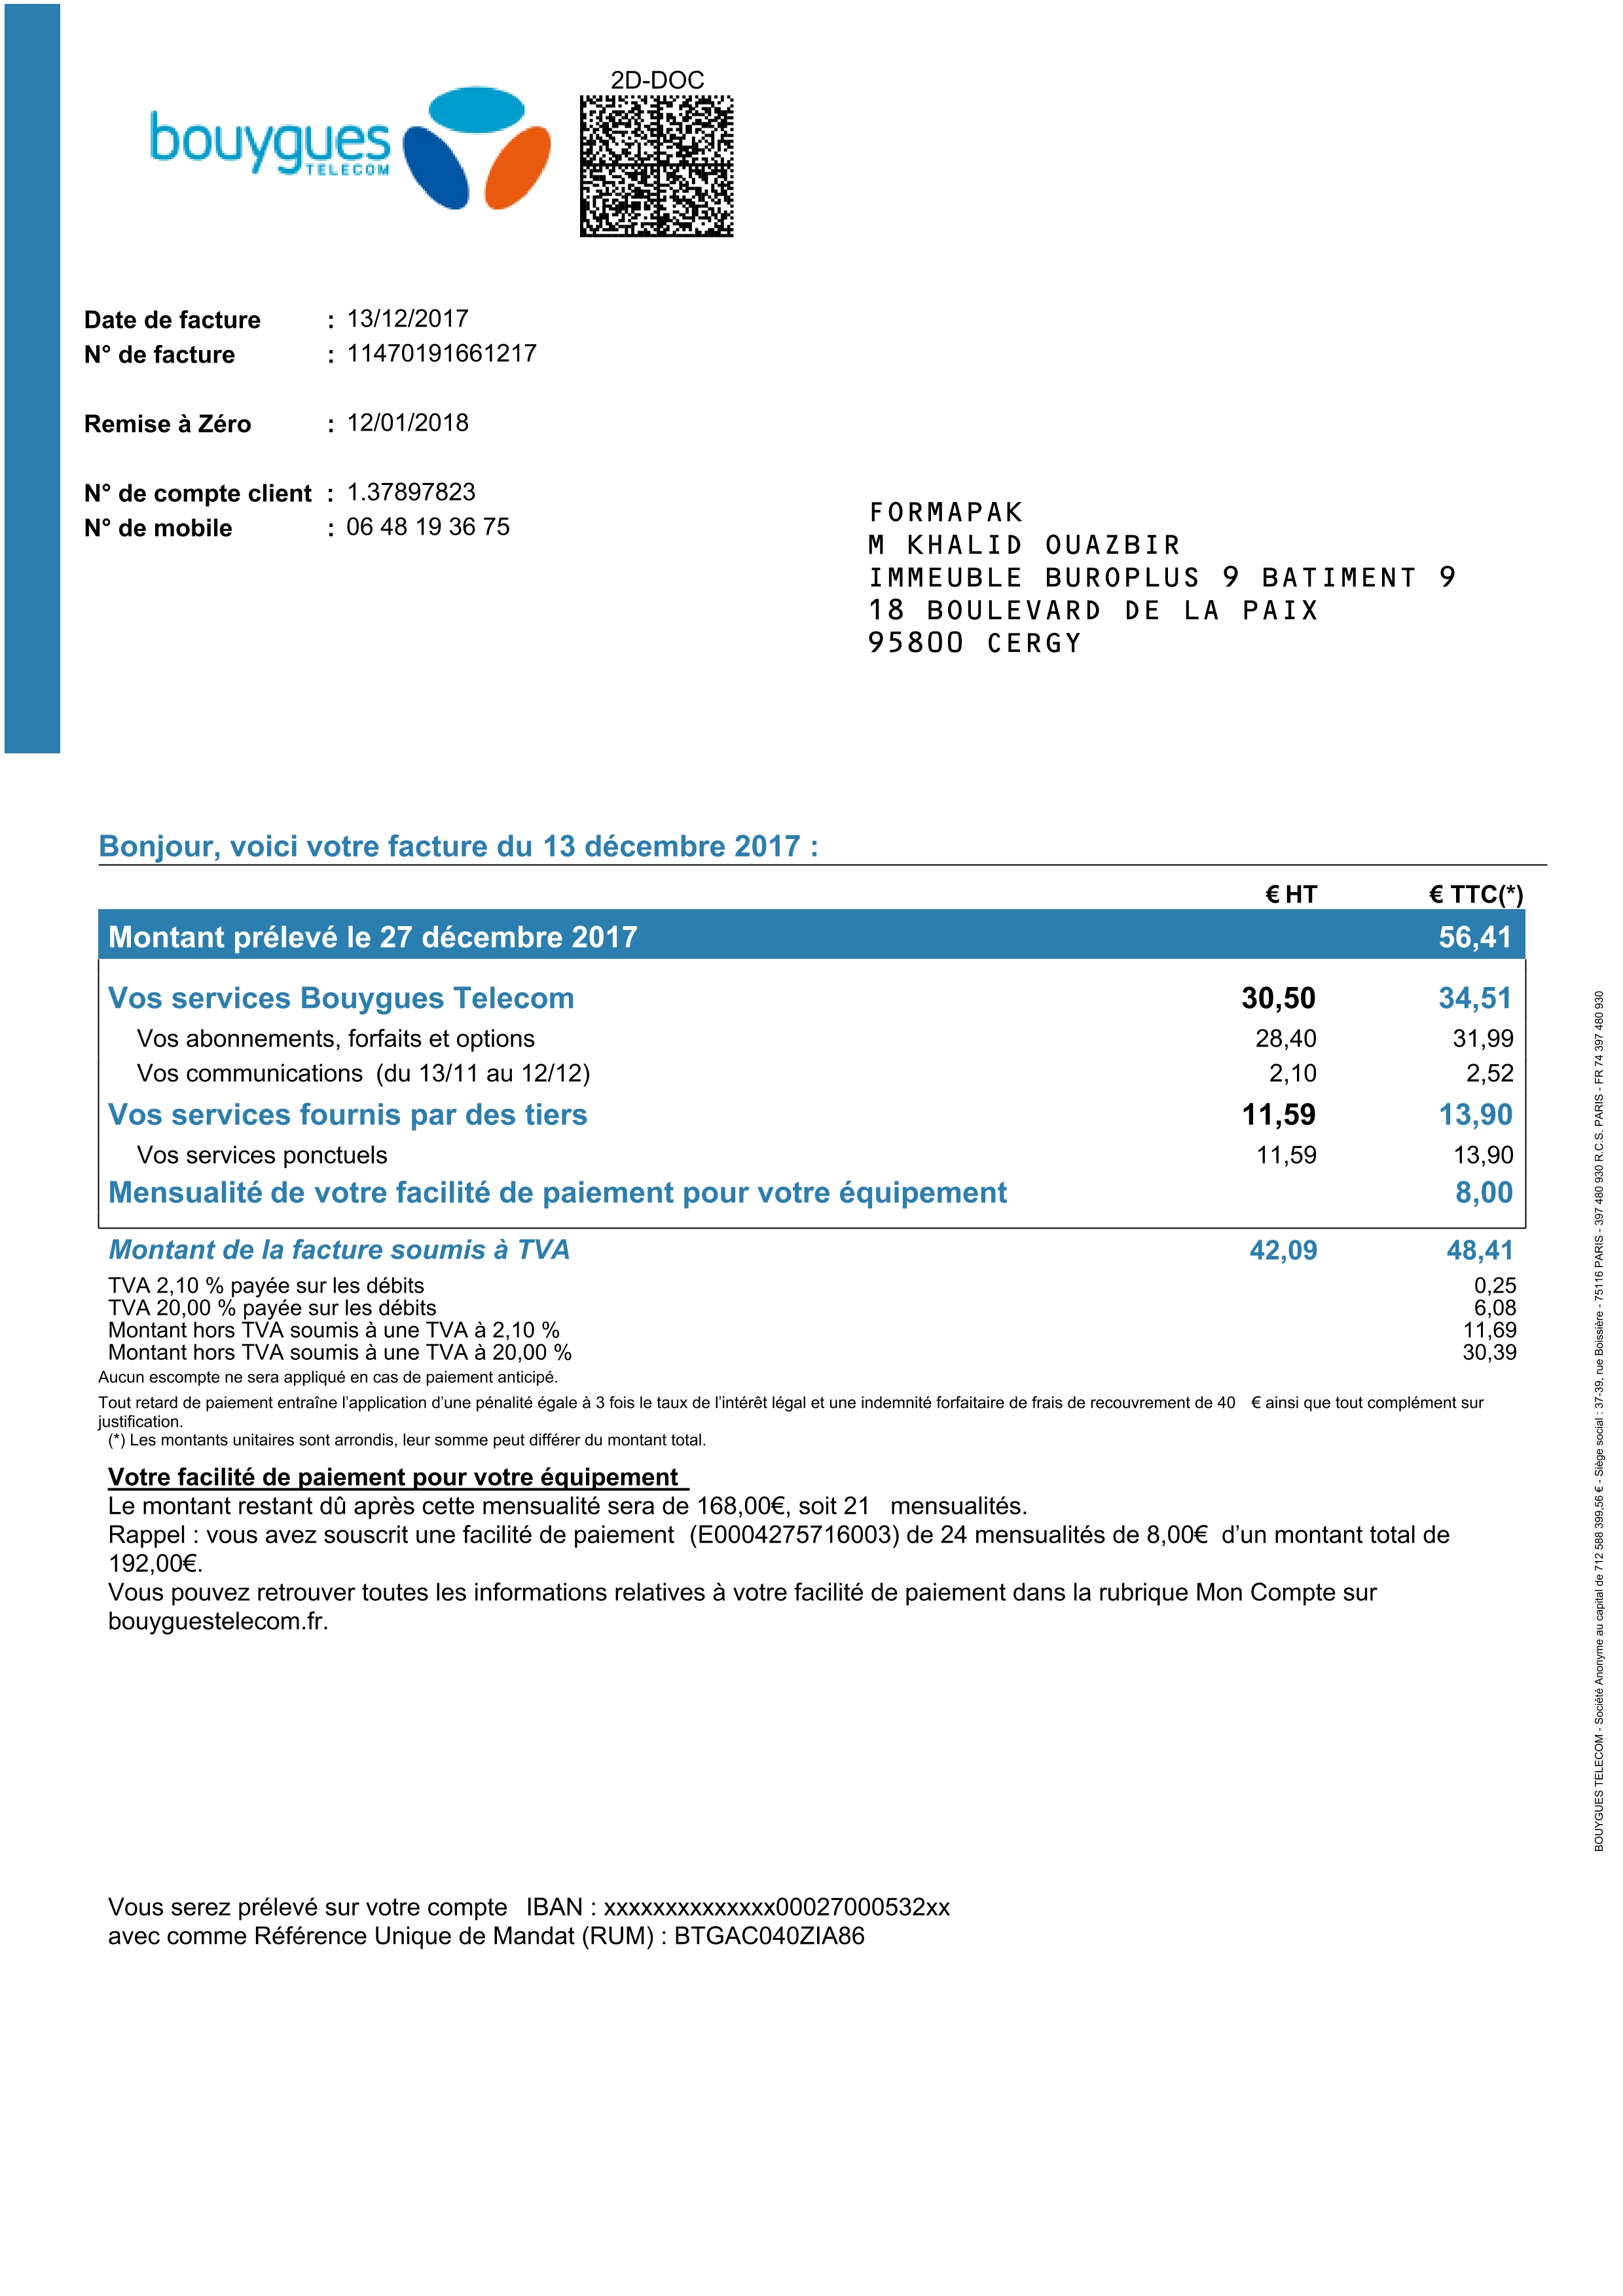 2D-DOC
bouygues
TELECOM
Date de facture : 13/12/2017
N° de facture : 11470191661217
Remise à Zéro : 12/01/2018
N° de compte client : 1.37897823
N° de mobile : 06 48 19 36 75
FORMAPAK
M KHALID OUAZBIR
IMMEUBLE BUROPLUS 9 BATIMENT 9
18 BOULEVARD DE LA PAIX
95800 CERGY
Bonjour, voici votre facture du 13 décembre 2017 :
€ HT € TTC(*)
Montant prélevé le 27 décembre 2017 56,41
Vos services Bouygues Telecom 30,50 34,51
Vos abonnements, forfaits et options 28,40 31,99
Vos communications (du 13/11 au 12/12) 2,10 2,52
Vos services fournis par des tiers 11,59 13,90
Vos services ponctuels 11,59 13,90
Mensualité de votre facilité de paiement pour votre équipement 8,00
Montant de la facture soumis à TVA 42,09 48,41
TVA 2,10 % payée sur les débits 0,25
TVA 20,00 % payée sur les débits 6,08
Montant hors TVA soumis à une TVA à 2,10 % 11,69
Montant hors TVA soumis à une TVA à 20,00 % 30,39
Aucun escompte ne sera appliqué en cas de paiement anticipé.
Tout retard de paiement entraîne l'application d'une pénalité égale à 3 fois le taux de l'intérêt légal et une indemnité forfaitaire de frais de recouvrement de 40 € ainsi que tout complément sur
justification.
(*) Les montants unitaires sont arrondis, leur somme peut différer du montant total.
Votre facilité de paiement pour votre équipement
Le montant restant dû après cette mensualité sera de 168,00€, soit 21 mensualités.
Rappel : vous avez souscrit une facilité de paiement (E0004275716003) de 24 mensualités de 8,00€ d'un montant total de
192,00€.
Vous pouvez retrouver toutes les informations relatives à votre facilité de paiement dans la rubrique Mon Compte sur
bouyguestelecom.fr.
Vous serez prélevé sur votre compte IBAN : xxxxxxxxxxxxxx00027000532xx
avec comme Référence Unique de Mandat (RUM) : BTGAC040ZIA86
BOUYGUES TELECOM - Société Anonyme au capital de 712 588 399,56 € - Siège social : 37-39, rue Boissière - 75116 PARIS - 397 480 930 R.C.S. PARIS - FR 74 397 480 930